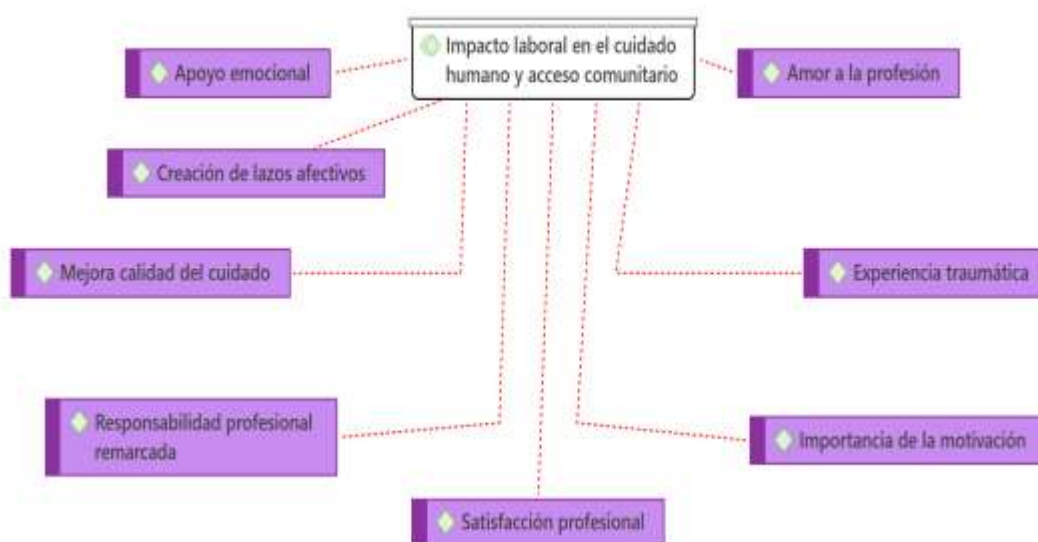 Impacto laboral en el cuidado
humano y acceso comunitario
Apoyo emocional
Amor a la profesión
Creación de lazos afectivos
Mejora calidad del cuidado
Experiencia traumática
Responsabilidad profesional
remarcada
Importancia de la motivación
Satisfacción profesional